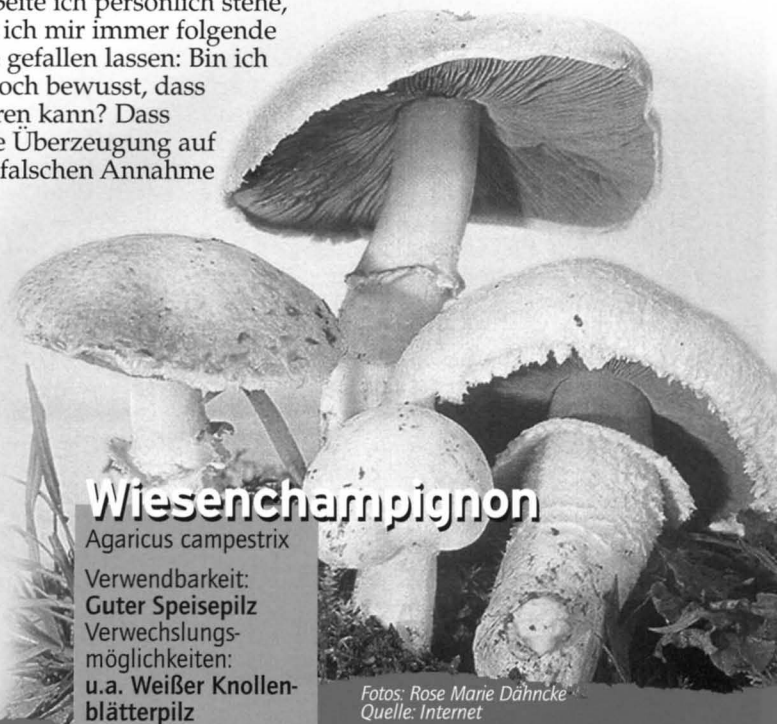 Seite ich persönlich stehe,
ich mir immer folgende
gefallen lassen: Bin ich
och bewusst, dass
ren kann? Dass
e Überzeugung auf
falschen Annahme
Wiesenchampignon
Agaricus campestrix
Verwendbarkeit:
Guter Speisepilz
Verwechslungs-
möglichkeiten:
u.a. Weißer Knollen-
blätterpilz
Fotos: Rose Marie Dähncke
Quelle: Internet